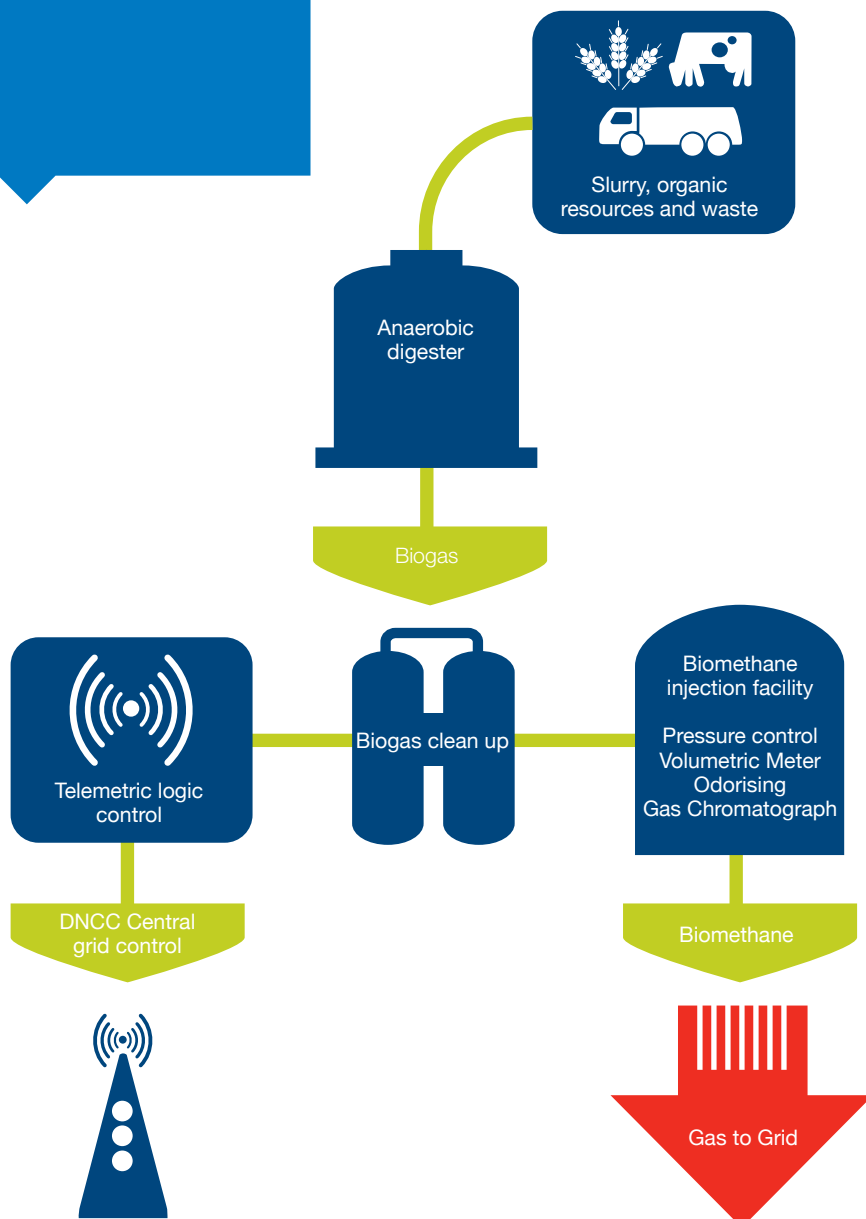 Slurry, organic
resources and waste
Anaerobic
digester
Biogas
Telemetric logic
control
Biogas clean up
Biomethane
injection facility
Pressure control
Volumetric Meter
Odorising
Gas Chromatograph
DNCC Central
grid control
Biomethane
Gas to Grid